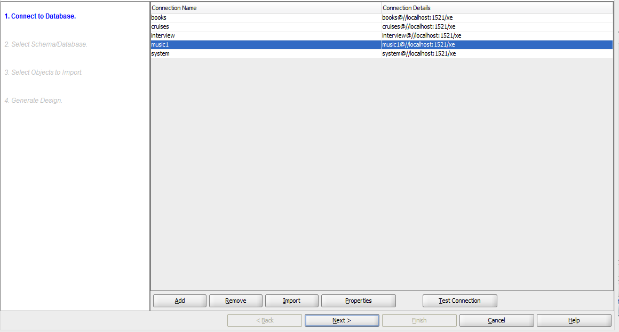 1. Connect to Database.
2. Select Schema/Database.
3. Select Objects to Import
4. Generate Design.
Connection Name Connection Details
books books@//localhost:1521/xe
cruises cruises@//localhost:1521/xe
interview interview@//localhost:1521/xe
music1 music1@//localhost:1521/xe
system system@//localhost:1521/xe
Add Remove Import Properties Test Connection
< Back Next > Finish Cancel Help